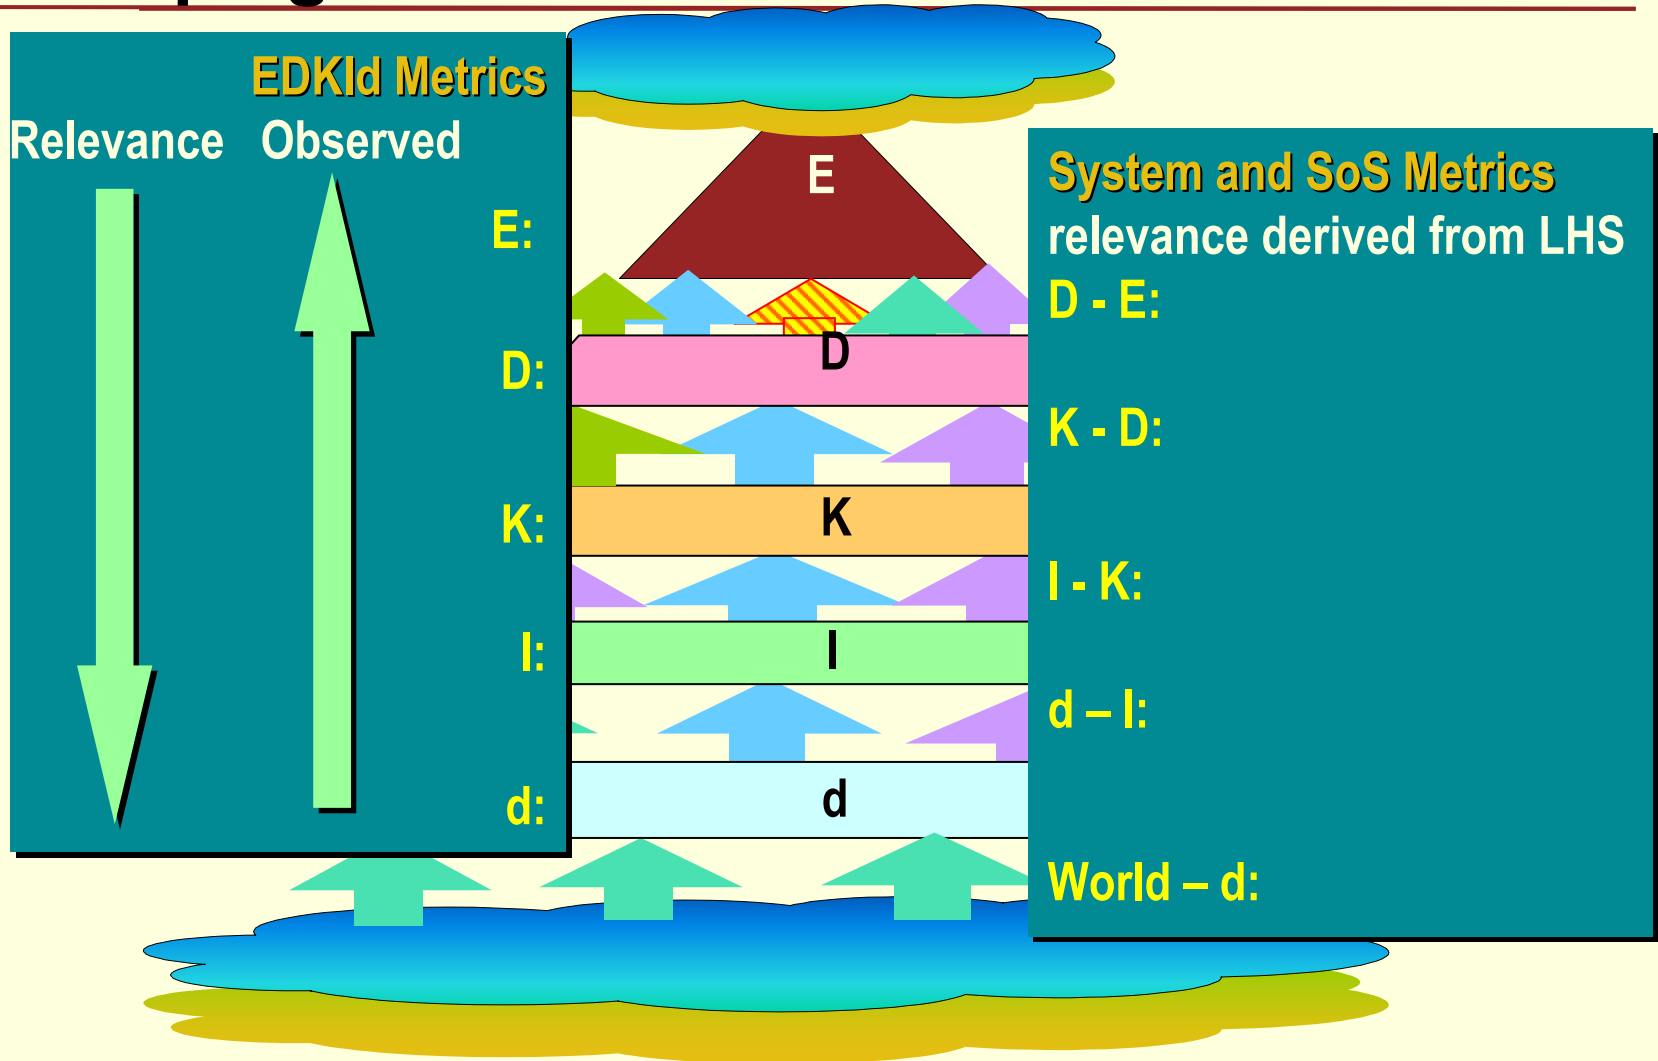 EDKId Metrics
Relevance Observed
E:
D:
K:
I:
d:
E
D
K
I
d
System and SoS Metrics
relevance derived from LHS
D - E:
K - D:
I - K:
d – I:
World – d: